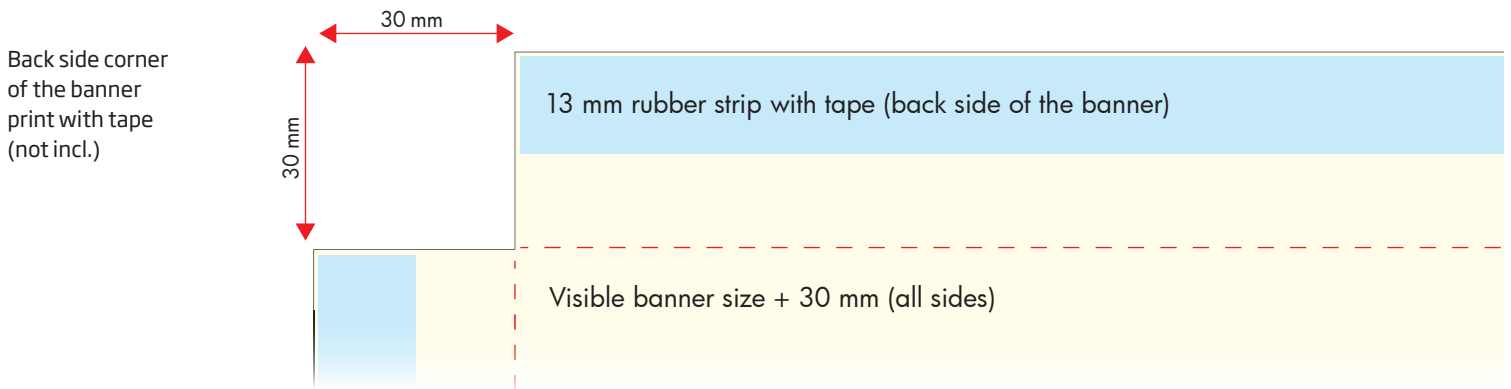 30 mm
Back side corner
of the banner
print with tape
(not incl.)
30 mm
13 mm rubber strip with tape (back side of the banner)
Visible banner size + 30 mm (all sides)